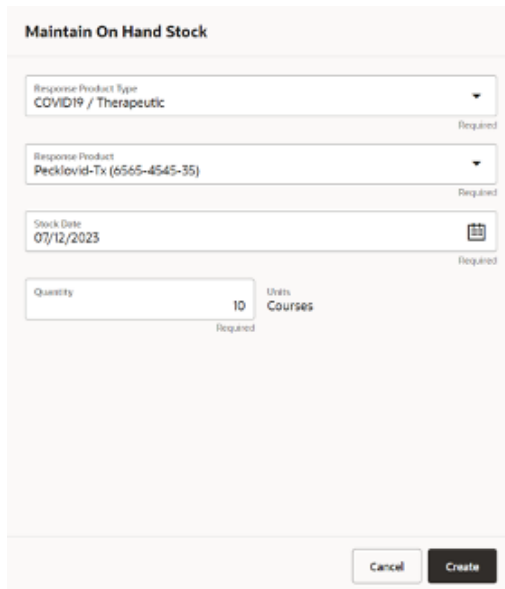 Maintain On Hand Stock
Response Product Type
COVID19 / Therapeutic
Required
Response Product
Pecklovid-Tx (6565-4545-35)
Required
Stock Date
07/12/2023
Required
Quantity
10
Units
Courses
Required
Cancel
Create